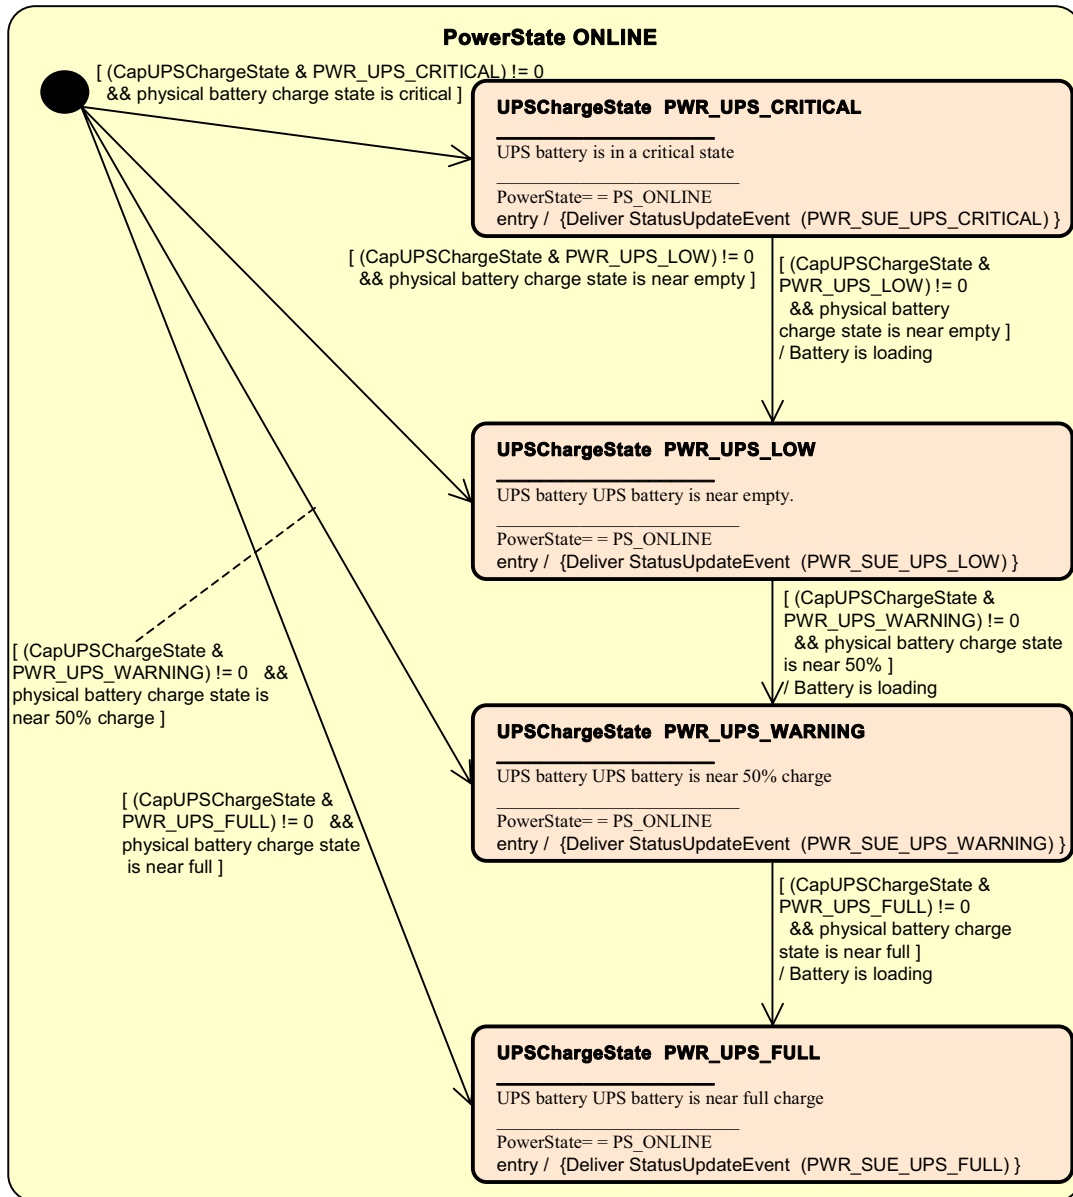 PowerState ONLINE
[ (CapUPSChargeState & PWR_UPS_CRITICAL) != 0
&& physical battery charge state is critical ]
UPSChargeState PWR_UPS_CRITICAL
UPS battery is in a critical state
PowerState= = PS_ONLINE
entry / {Deliver StatusUpdateEvent (PWR_SUE_UPS_CRITICAL) }
[ (CapUPSChargeState & PWR_UPS_LOW) != 0
&& physical battery charge state is near empty ]
[ (CapUPSChargeState &
PWR_UPS_LOW) != 0
&& physical battery
charge state is near empty ]
/ Battery is loading
UPSChargeState PWR_UPS_LOW
UPS battery UPS battery is near empty.
PowerState= = PS_ONLINE
entry / {Deliver StatusUpdateEvent (PWR_SUE_UPS_LOW) }
[ (CapUPSChargeState &
PWR_UPS_WARNING) != 0
&& physical battery charge state
is near 50% ]
/ Battery is loading
[ (CapUPSChargeState &
PWR_UPS_WARNING) != 0 &&
physical battery charge state is
near 50% charge ]
UPSChargeState PWR_UPS_WARNING
UPS battery UPS battery is near 50% charge
PowerState= = PS_ONLINE
entry / {Deliver StatusUpdateEvent (PWR_SUE_UPS_WARNING) }
[ (CapUPSChargeState &
PWR_UPS_FULL) != 0 &&
physical battery charge state
is near full ]
[ (CapUPSChargeState &
PWR_UPS_FULL) != 0
&& physical battery charge
state is near full ]
/ Battery is loading
UPSChargeState PWR_UPS_FULL
UPS battery UPS battery is near full charge
PowerState= = PS_ONLINE
entry / {Deliver StatusUpdateEvent (PWR_SUE_UPS_FULL) }